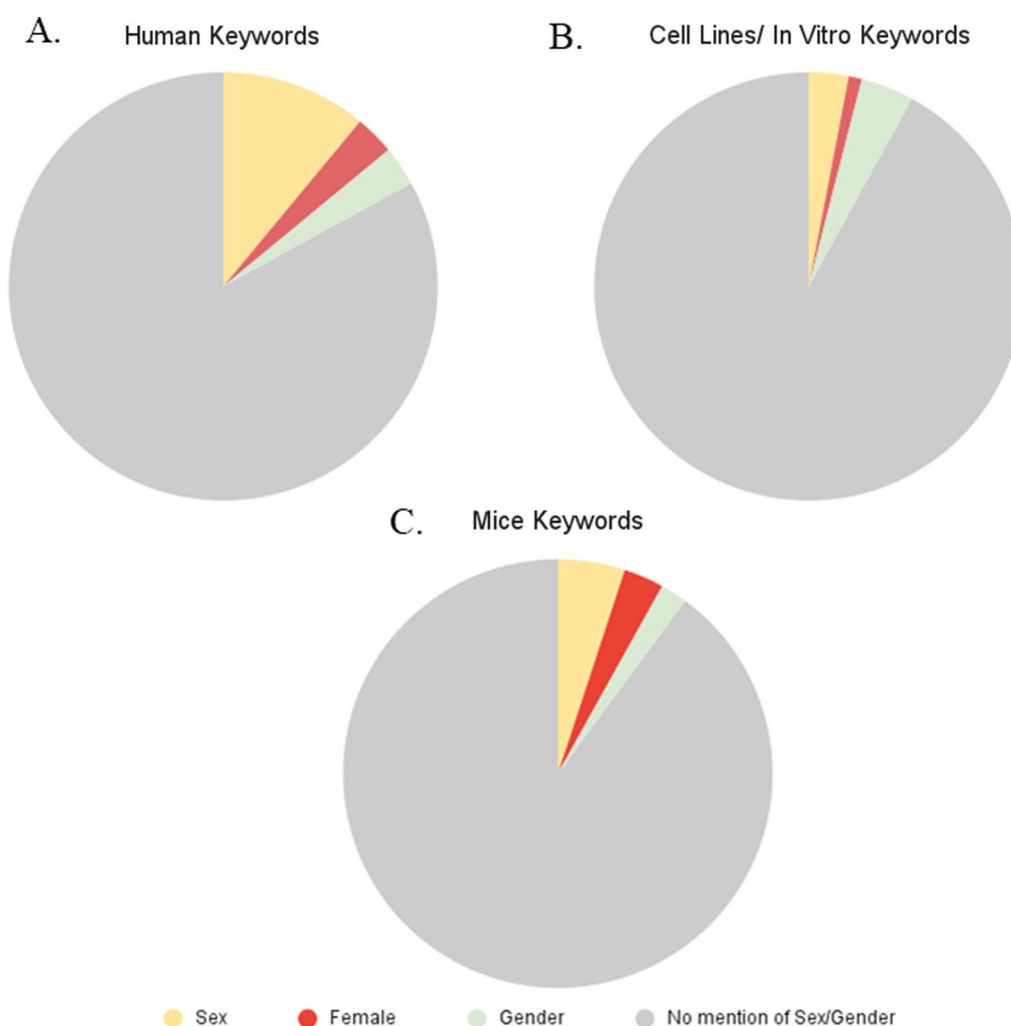 A. Human Keywords
B. Cell Lines/ In Vitro Keywords
C. Mice Keywords
Sex Female Gender No mention of Sex/Gender